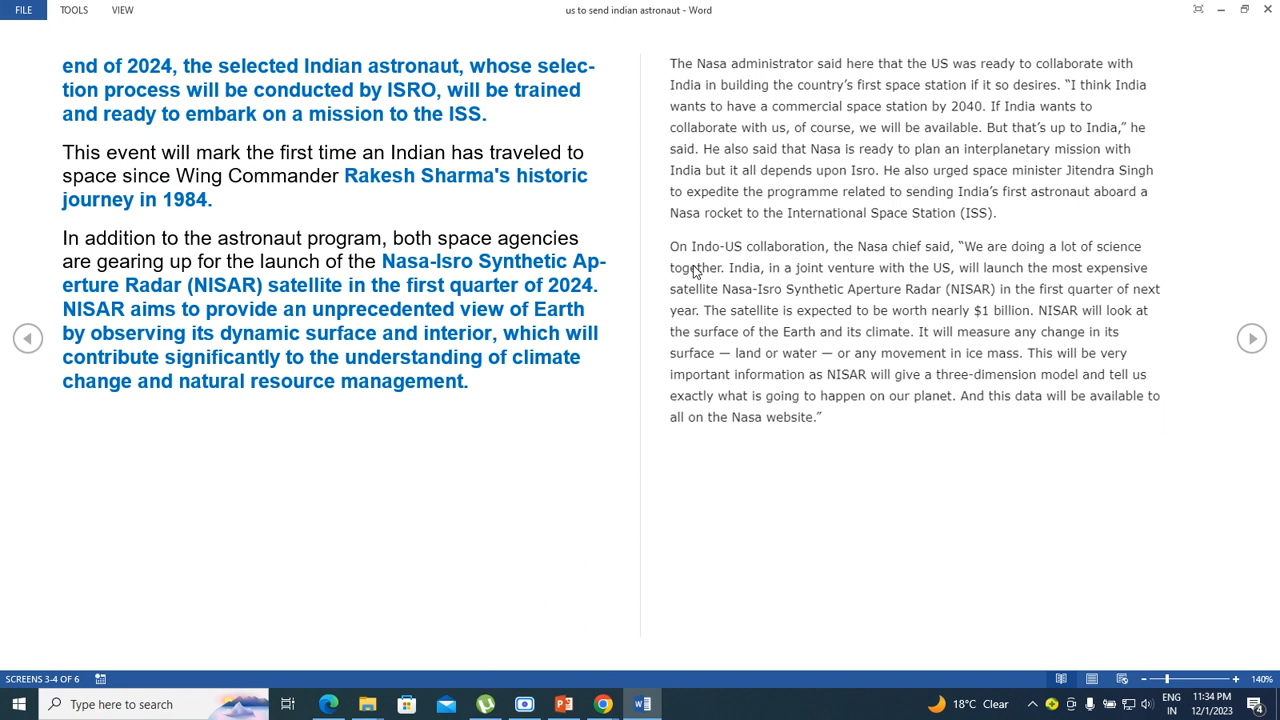 FILE TOOLS VIEW
us to send indian astronaut - Word
end of 2024, the selected Indian astronaut, whose selec-
tion process will be conducted by ISRO, will be trained
and ready to embark on a mission to the ISS.
This event will mark the first time an Indian has traveled to
space since Wing Commander Rakesh Sharma's historic
journey in 1984.
In addition to the astronaut program, both space agencies
are gearing up for the launch of the Nasa-Isro Synthetic Ap-
erture Radar (NISAR) satellite in the first quarter of 2024.
NISAR aims to provide an unprecedented view of Earth
by observing its dynamic surface and interior, which will
contribute significantly to the understanding of climate
change and natural resource management.
The Nasa administrator said here that the US was ready to collaborate with
India in building the country's first space station if it so desires. “I think India
wants to have a commercial space station by 2040. If India wants to
collaborate with us, of course, we will be available. But that's up to India,” he
said. He also said that Nasa is ready to plan an interplanetary mission with
India but it all depends upon Isro. He also urged space minister Jitendra Singh
to expedite the programme related to sending India's first astronaut aboard a
Nasa rocket to the International Space Station (ISS).
On Indo-US collaboration, the Nasa chief said, “We are doing a lot of science
together. India, in a joint venture with the US, will launch the most expensive
satellite Nasa-Isro Synthetic Aperture Radar (NISAR) in the first quarter of next
year. The satellite is expected to be worth nearly $1 billion. NISAR will look at
the surface of the Earth and its climate. It will measure any change in its
surface — land or water — or any movement in ice mass. This will be very
important information as NISAR will give a three-dimension model and tell us
exactly what is going to happen on our planet. And this data will be available to
all on the Nasa website.”
SCREENS 3-4 OF 6
140%
Type here to search
18°C Clear
ENG
IN
11:34 PM
12/1/2023
4